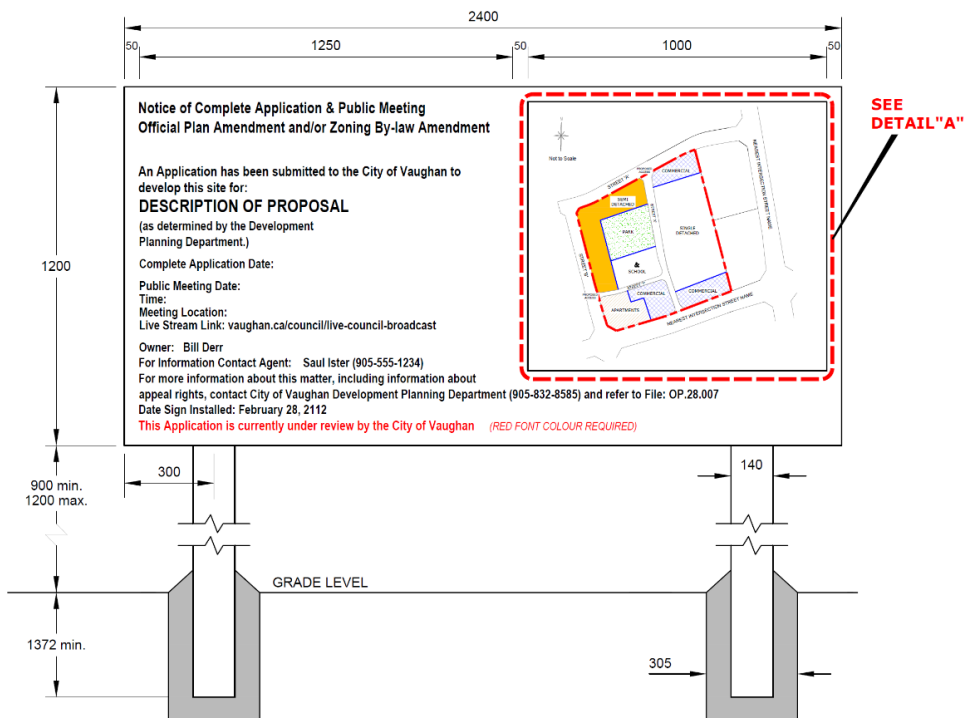 2400
50
1250
50
1000
50
Notice of Complete Application & Public Meeting
Official Plan Amendment and/or Zoning By-law Amendment
An Application has been submitted to the City of Vaughan to
develop this site for:
DESCRIPTION OF PROPOSAL
(as determined by the Development
Planning Department.)
Complete Application Date:
Public Meeting Date:
Time:
Meeting Location:
Live Stream Link: vaughan.ca/council/live-council-broadcast
Owner: Bill Derr
For Information Contact Agent: Saul Ister (905-555-1234)
For more information about this matter, including information about
appeal rights, contact City of Vaughan Development Planning Department (905-832-8585) and refer to File: OP.28.007
Date Sign Installed: February 28, 2112
This Application is currently under review by the City of Vaughan (RED FONT COLOUR REQUIRED)
Not to Scale
STREET "A"
COMMERCIAL
SEMI
DETACHED
PARK
SINGLE
DETACHED
NEAREST INTERSECTION STREET NAME
STREET "B"
&
SCHOOL
COMMERCIAL
COMMERCIAL
APARTMENTS
NEAREST INTERSECTION STREET NAME
SEE
DETAIL"A"
1200
300
140
900 min.
1200 max.
GRADE LEVEL
1372 min.
305